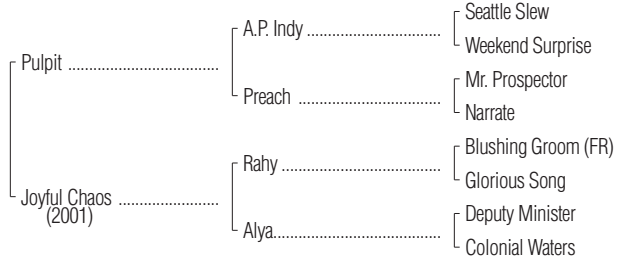 Seattle Slew
A.P. Indy ..............................
Weekend Surprise
Pulpit ..................................
Mr. Prospector
Preach ................................
Narrate
Blushing Groom (FR)
Rahy ...................................
Glorious Song
Joyful Chaos .......................
(2001)
Deputy Minister
Alya.....................................
Colonial Waters